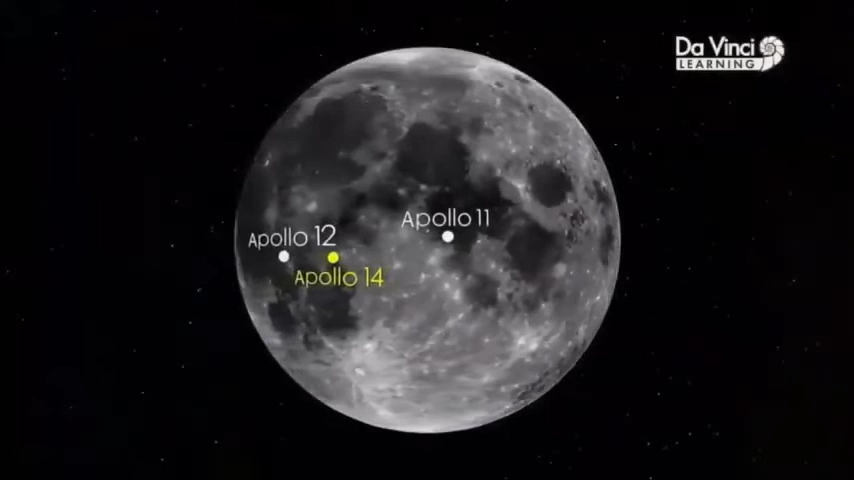 Da Vinci
LEARNING
Apollo 11
Apollo 12
Apollo 14